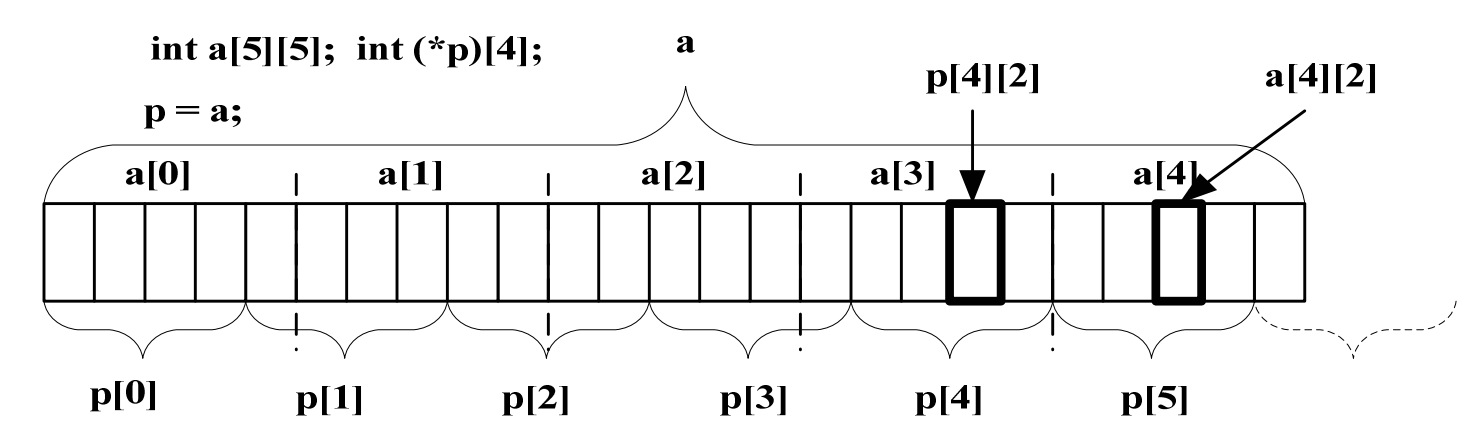 int a[5][5];  int (*p)[4];
a
p = a;
p[4][2]
a[4][2]
a[0]
a[1]
a[2]
a[3]
a[4]
p[0]
p[1]
p[2]
p[3]
p[4]
p[5]